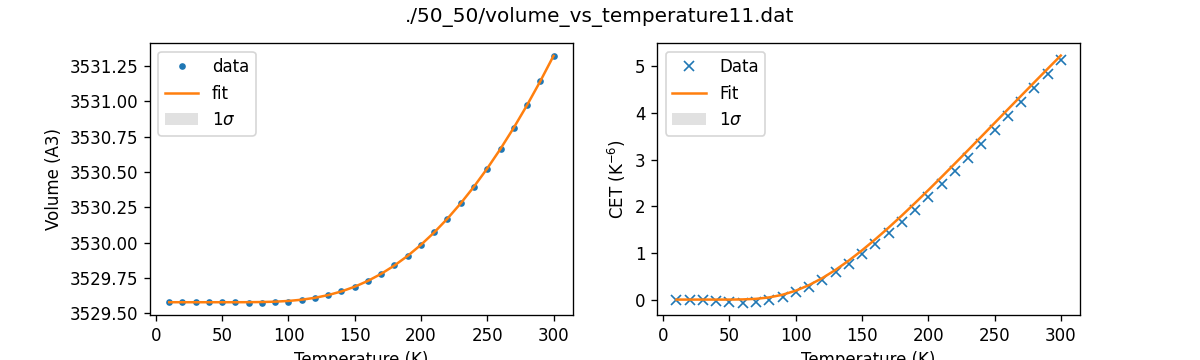 ./50_50/volume_vs_temperature11.dat
3531.25
3531.00
3530.75
3530.50
3530.25
3530.00
3529.75
3529.50
Volume (A3)
data
fit
1σ
0
50
100
150
200
250
300
Temperature (K)
5
4
3
2
1
0
CET (K⁻⁶)
Data
Fit
1σ
0
50
100
150
200
250
300
Temperature (K)